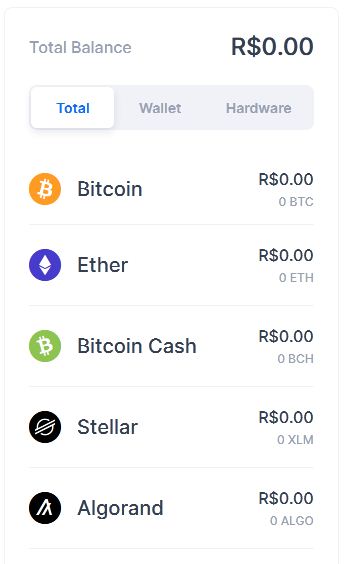 Total Balance R$0.00
Total Wallet Hardware
Bitcoin R$0.00
0 BTC
Ether R$0.00
0 ETH
Bitcoin Cash R$0.00
0 BCH
Stellar R$0.00
0 XLM
Algorand R$0.00
0 ALGO